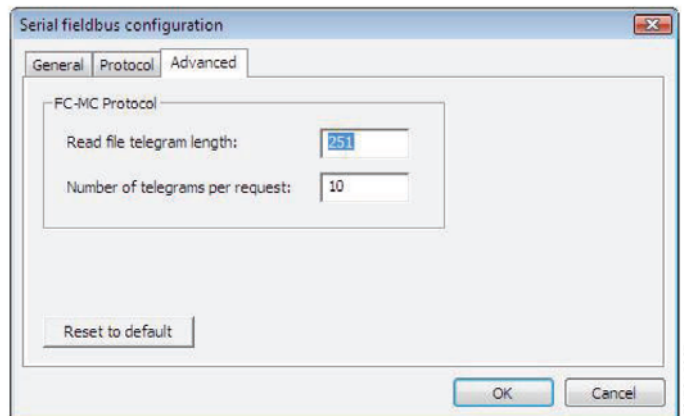 Serial fieldbus configuration
General Protocol Advanced
FC-MC Protocol
Read file telegram length: 251
Number of telegrams per request: 10
Reset to default
OK Cancel